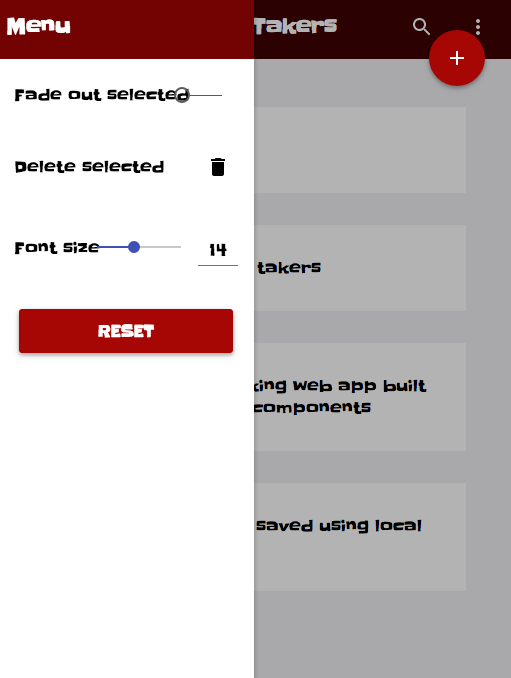 Menu
Takers
Fade out selected
Delete selected
Font size
14
RESET
takers
king web app built
components
saved using local